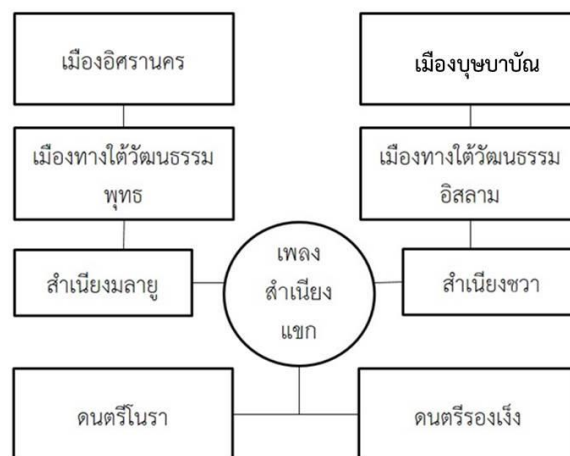 เมืองอิศรานคร
เมืองบุษบาบัณ
เมืองทางใต้วัฒนธรรม
พุทธ
เมืองทางใต้วัฒนธรรม
อิสลาม
สำเนียงมลายู
เพลง
สำเนียง
แขก
สำเนียงชวา
ดนตรีโนรา
ดนตรีรองเง็ง